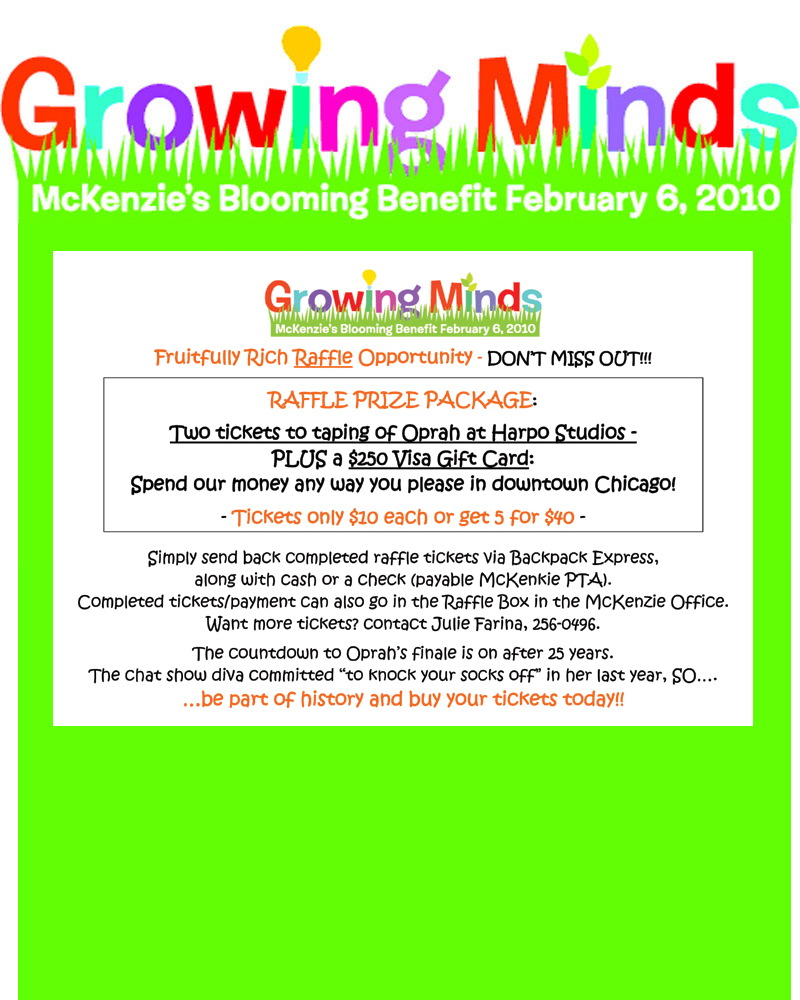 Growing Minds
McKenzie's Blooming Benefit February 6, 2010
Growing Minds
McKenzie's Blooming Benefit February 6, 2010
Fruitfully Rich Raffle Opportunity - DON'T MISS OUT!!!
RAFFLE PRIZE PACKAGE:
Two tickets to taping of Oprah at Harpo Studios -
PLUS a $250 Visa Gift Card:
Spend our money any way you please in downtown Chicago!
- Tickets only $10 each or get 5 for $40 -
Simply send back completed raffle tickets via Backpack Express,
along with cash or a check (payable McKenkie PTA).
Completed tickets/payment can also go in the Raffle Box in the McKenzie Office.
Want more tickets? contact Julie Farina, 256-0496.
The countdown to Oprah's finale is on after 25 years.
The chat show diva committed “to knock your socks off” in her last year, SO....
...be part of history and buy your tickets today!!